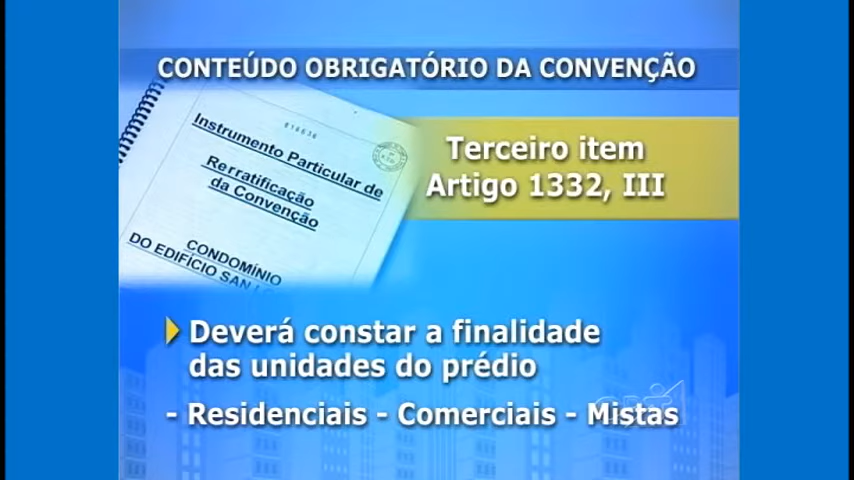 CONTEÚDO OBRIGATÓRIO DA CONVENÇÃO
016636
Instrumento Particular de
Rerratificação
da Convenção
CONDOMÍNIO
DO EDIFÍCIO SAN
Terceiro item
Artigo 1332, III
Deverá constar a finalidade
das unidades do prédio
- Residenciais - Comerciais - Mistas